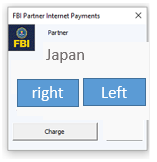 FBI Partner Internet Payments
FBI
Partner
Japan
right Left
Charge